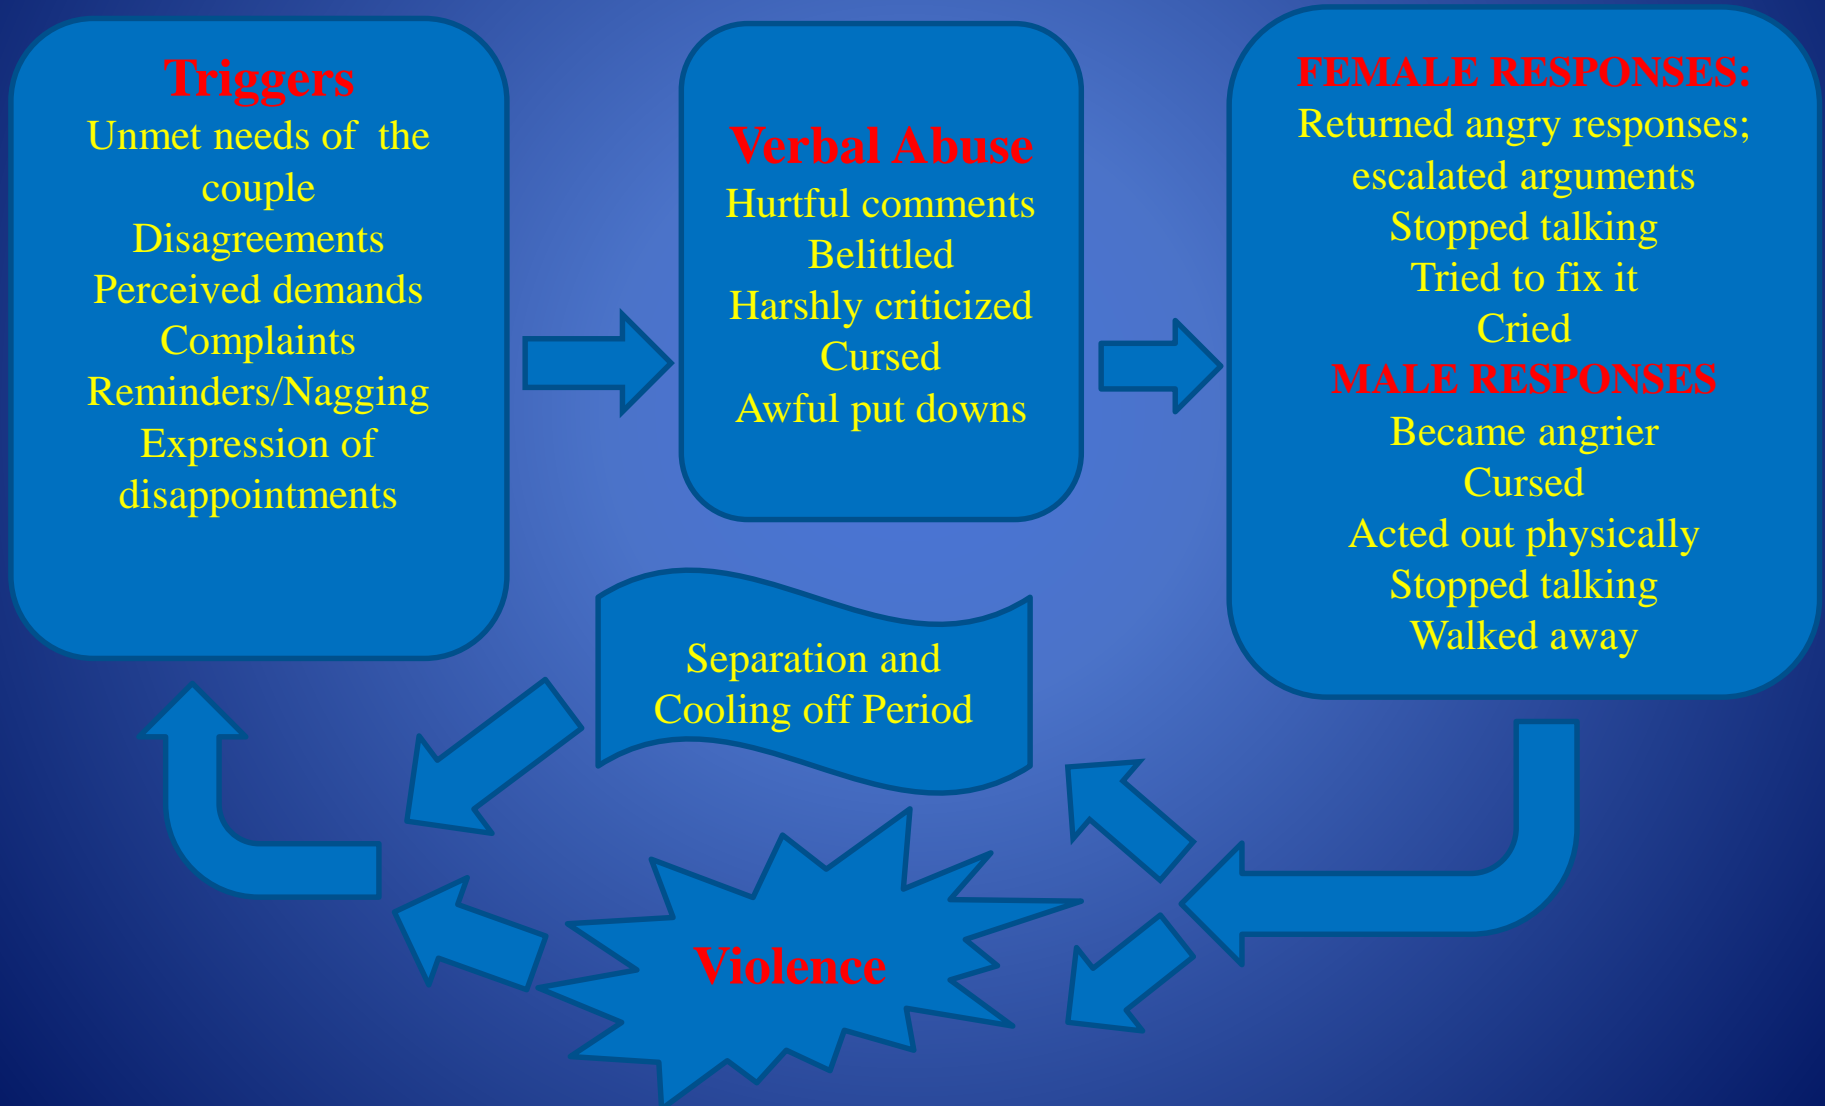 Triggers
Unmet needs of the
couple
Disagreements
Perceived demands
Complaints
Reminders/Nagging
Expression of
disappointments
Verbal Abuse
Hurtful comments
Belittled
Harshly criticized
Cursed
Awful put downs
FEMALE RESPONSES:
Returned angry responses;
escalated arguments
Stopped talking
Tried to fix it
Cried
MALE RESPONSES
Became angrier
Cursed
Acted out physically
Stopped talking
Walked away
Separation and
Cooling off Period
Violence